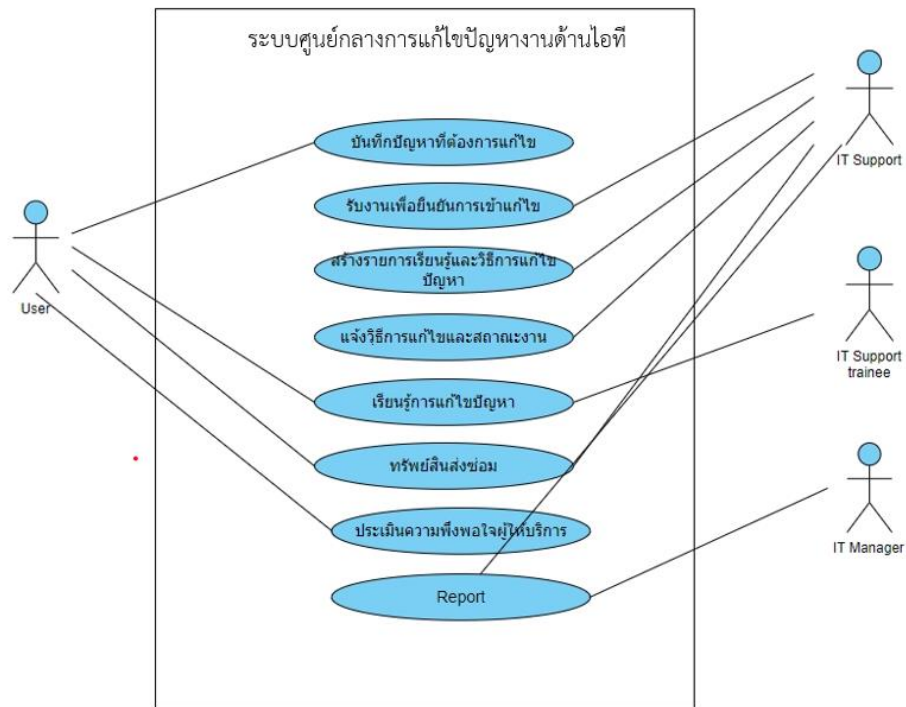 ระบบศูนย์กลางการแก้ไขปัญหางานด้านไอที
บันทึกปัญหาที่ต้องการแก้ไข
IT Support
รับงานเพื่อยืนยันการเข้าแก้ไข
สร้างรายการเรียนรู้และวิธีการแก้ไข
ปัญหา
User
แจ้งวิธีการแก้ไขและสถาณะงาน
IT Support
trainee
เรียนรู้การแก้ไขปัญหา
ทรัพย์สินส่งซ่อม
ประเมินความพึงพอใจผู้ให้บริการ
IT Manager
Report